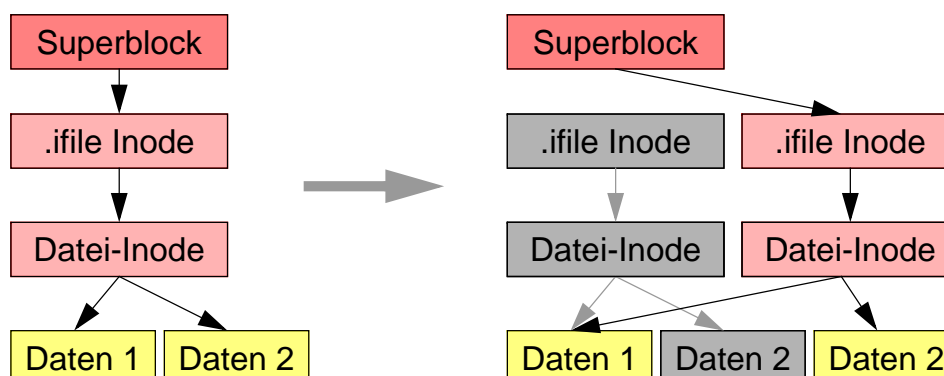 Superblock
Superblock
.ifile Inode
.ifile Inode
.ifile Inode
Datei-Inode
Datei-Inode
Datei-Inode
Daten 1
Daten 2
Daten 1
Daten 2
Daten 2